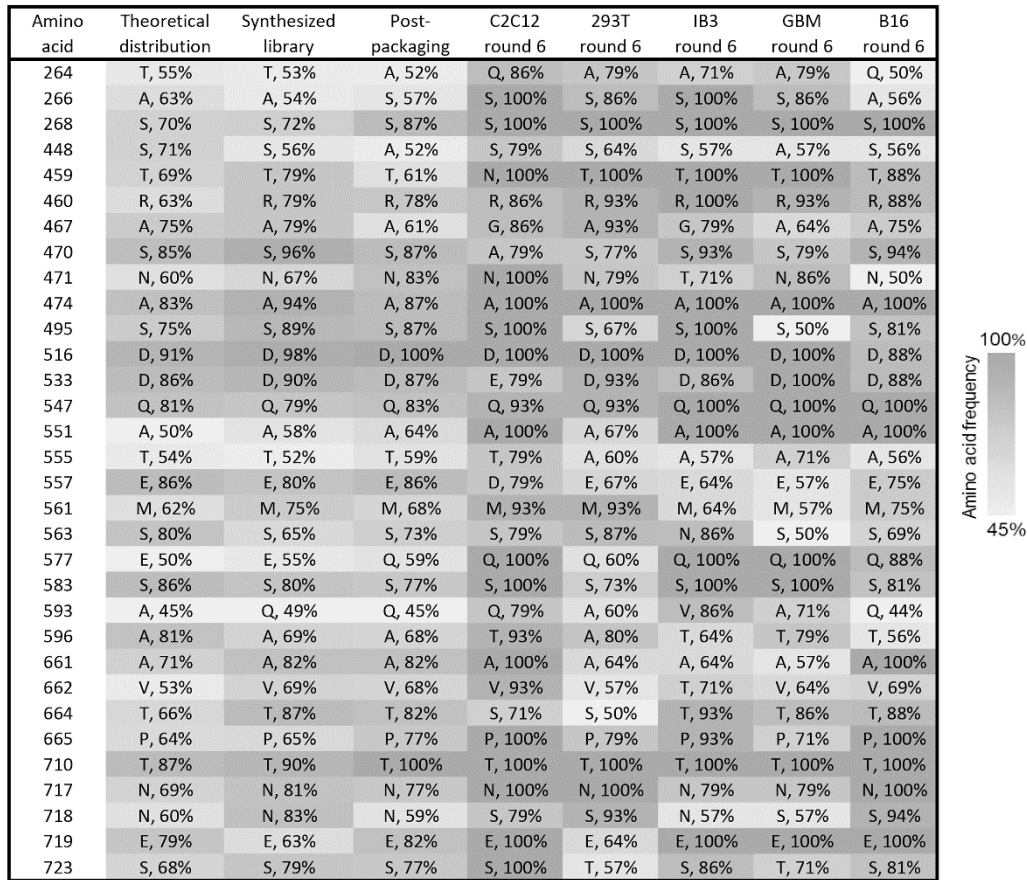 Amino Theoretical Synthesized Post- C2C12 293T IB3 GBM B16
acid distribution library packaging round 6 round 6 round 6 round 6 round 6
264 T, 55% T, 53% A, 52% Q, 86% A, 79% A, 71% A, 79% Q, 50%
266 A, 63% A, 54% S, 57% S, 100% S, 86% S, 100% S, 86% A, 56%
268 S, 70% S, 72% S, 87% S, 100% S, 100% S, 100% S, 100% S, 100%
448 S, 71% S, 56% A, 52% S, 79% S, 64% S, 57% A, 57% S, 56%
459 T, 69% T, 79% T, 61% N, 100% T, 100% T, 100% T, 100% T, 88%
460 R, 63% R, 79% R, 78% R, 86% R, 93% R, 100% R, 93% R, 88%
467 A, 75% A, 79% A, 61% G, 86% A, 93% G, 79% A, 64% A, 75%
470 S, 85% S, 96% S, 87% A, 79% S, 77% S, 93% S, 79% S, 94%
471 N, 60% N, 67% N, 83% N, 100% N, 79% T, 71% N, 86% N, 50%
474 A, 83% A, 94% A, 87% A, 100% A, 100% A, 100% A, 100% A, 100%
495 S, 75% S, 89% S, 87% S, 100% S, 67% S, 100% S, 50% S, 81%
516 D, 91% D, 98% D, 100% D, 100% D, 100% D, 100% D, 100% D, 88%
533 D, 86% D, 90% D, 87% E, 79% D, 93% D, 86% D, 100% D, 88%
547 Q, 81% Q, 79% Q, 83% Q, 93% Q, 93% Q, 100% Q, 100% Q, 100%
551 A, 50% A, 58% A, 64% A, 100% A, 67% A, 100% A, 100% A, 100%
555 T, 54% T, 52% T, 59% T, 79% A, 60% A, 57% A, 71% A, 56%
557 E, 86% E, 80% E, 86% D, 79% E, 67% E, 64% E, 57% E, 75%
561 M, 62% M, 75% M, 68% M, 93% M, 93% M, 64% M, 57% M, 75%
563 S, 80% S, 65% S, 73% S, 79% S, 87% N, 86% S, 50% S, 69%
577 E, 50% E, 55% Q, 59% Q, 100% Q, 60% Q, 100% Q, 100% Q, 88%
583 S, 86% S, 80% S, 77% S, 100% S, 73% S, 100% S, 100% S, 81%
593 A, 45% Q, 49% Q, 45% Q, 79% A, 60% V, 86% A, 71% Q, 44%
596 A, 81% A, 69% A, 68% T, 93% A, 80% T, 64% T, 79% T, 56%
661 A, 71% A, 82% A, 82% A, 100% A, 64% A, 64% A, 57% A, 100%
662 V, 53% V, 69% V, 68% V, 93% V, 57% T, 71% V, 64% V, 69%
664 T, 66% T, 87% T, 82% S, 71% S, 50% T, 93% T, 86% T, 88%
665 P, 64% P, 65% P, 77% P, 100% P, 79% P, 93% P, 71% P, 100%
710 T, 87% T, 90% T, 100% T, 100% T, 100% T, 100% T, 100% T, 100%
717 N, 69% N, 81% N, 77% N, 100% N, 100% N, 79% N, 79% N, 100%
718 N, 60% N, 83% N, 59% S, 79% S, 93% N, 57% S, 57% S, 94%
719 E, 79% E, 63% E, 82% E, 100% E, 64% E, 100% E, 100% E, 100%
723 S, 68% S, 79% S, 77% S, 100% T, 57% S, 86% T, 71% S, 81%
100%
Amino acid frequency
45%